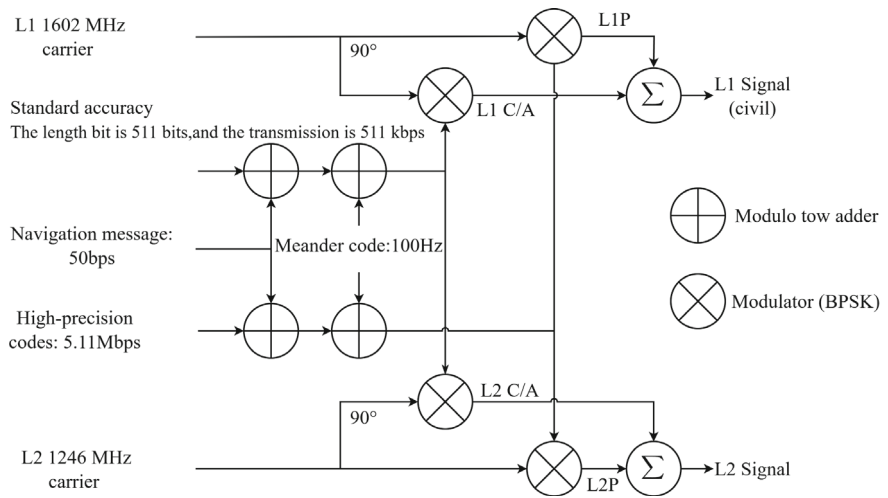 L1 1602 MHz
carrier
90°
L1P
L1 C/A
L1 Signal
(civil)
Σ
Standard accuracy
The length bit is 511 bits,and the transmission is 511 kbps
Navigation message:
50bps
Meander code:100Hz
Modulo tow adder
High-precision
codes: 5.11Mbps
Modulator (BPSK)
L2 C/A
90°
L2 1246 MHz
carrier
L2P
Σ
L2 Signal